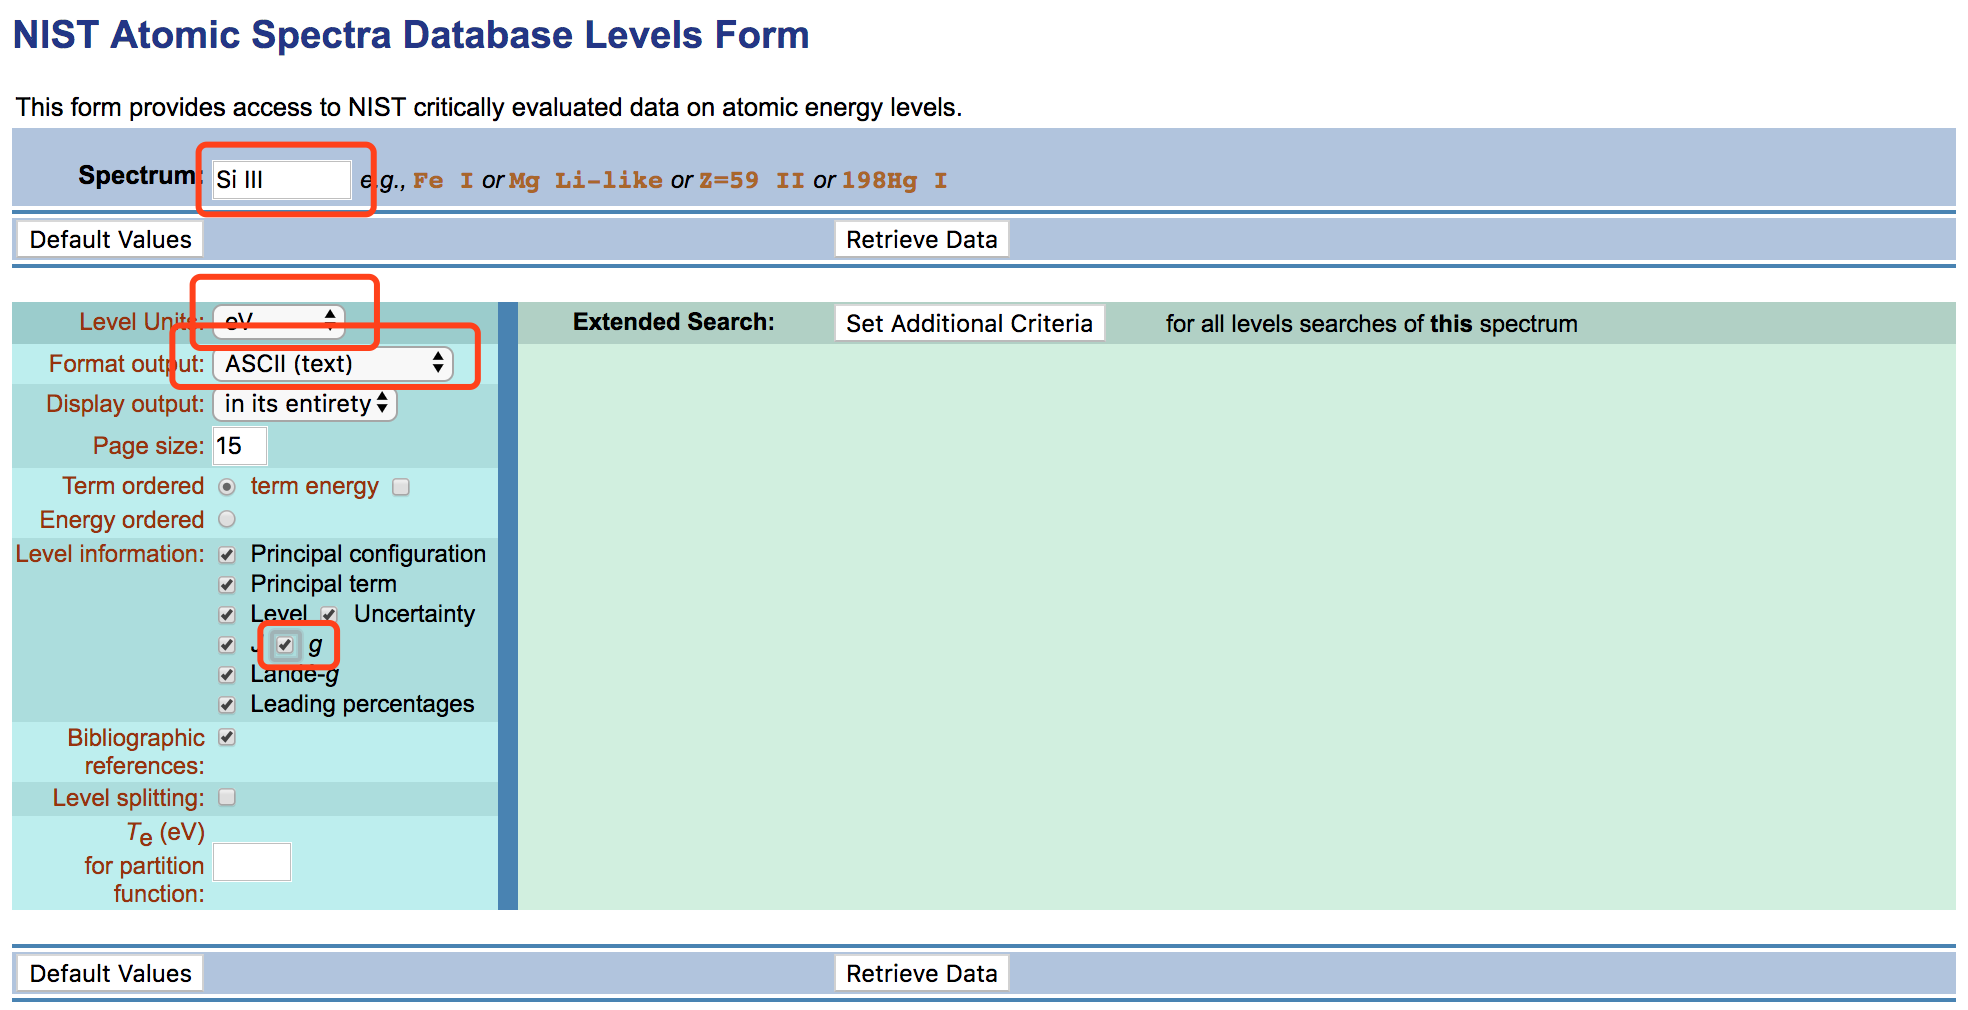 NIST Atomic Spectra Database Levels Form
This form provides access to NIST critically evaluated data on atomic energy levels.
Spectrum: Si III e.g., Fe I or Mg Li-like or Z=59 II or 198Hg I
Default Values Retrieve Data
Level Units: eV Extended Search: Set Additional Criteria for all levels searches of this spectrum
Format output: ASCII (text)
Display output: in its entirety
Page size: 15
Term ordered term energy
Energy ordered
Level information: Principal configuration
Principal term
Level Uncertainty
J g
Landé-g
Leading percentages
Bibliographic
references:
Level splitting:
Te (eV)
for partition
function:
Default Values Retrieve Data